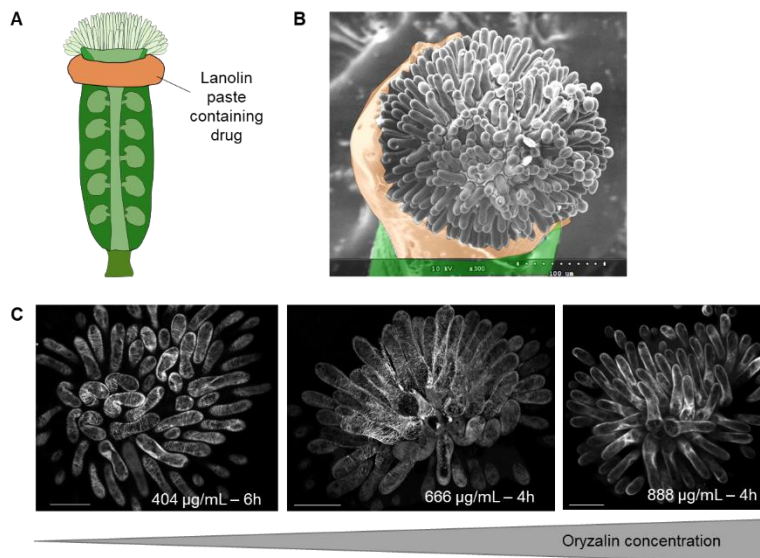 A
B
Lanolin
paste
containing
drug
10 kV x300 100 um
C
404 µg/mL – 6h
666 µg/mL – 4h
888 µg/mL – 4h
Oryzalin concentration